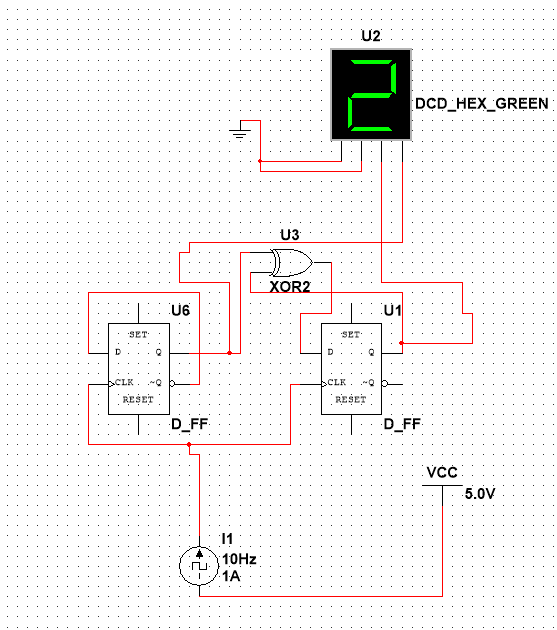 U2
2
DCD_HEX_GREEN
U3
XOR2
U6
SET
D Q
CLK ~Q
RESET
D_FF
U1
SET
D Q
CLK ~Q
RESET
D_FF
VCC
5.0V
I1
10Hz
1A